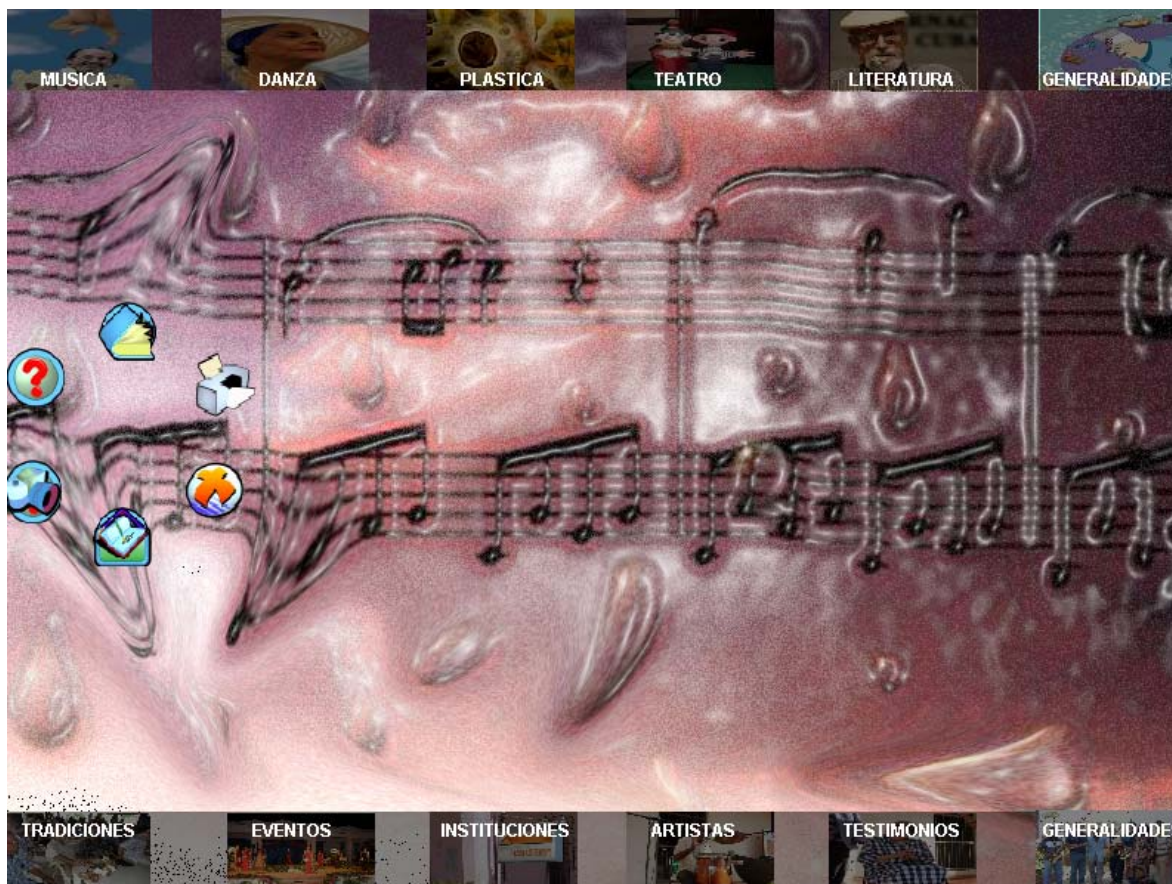 MUSICA
DANZA
PLASTICA
TEATRO
LITERATURA
GENERALIDADE
TRADICIONES
EVENTOS
INSTITUCIONES
ARTISTAS
TESTIMONIOS
GENERALIDADE